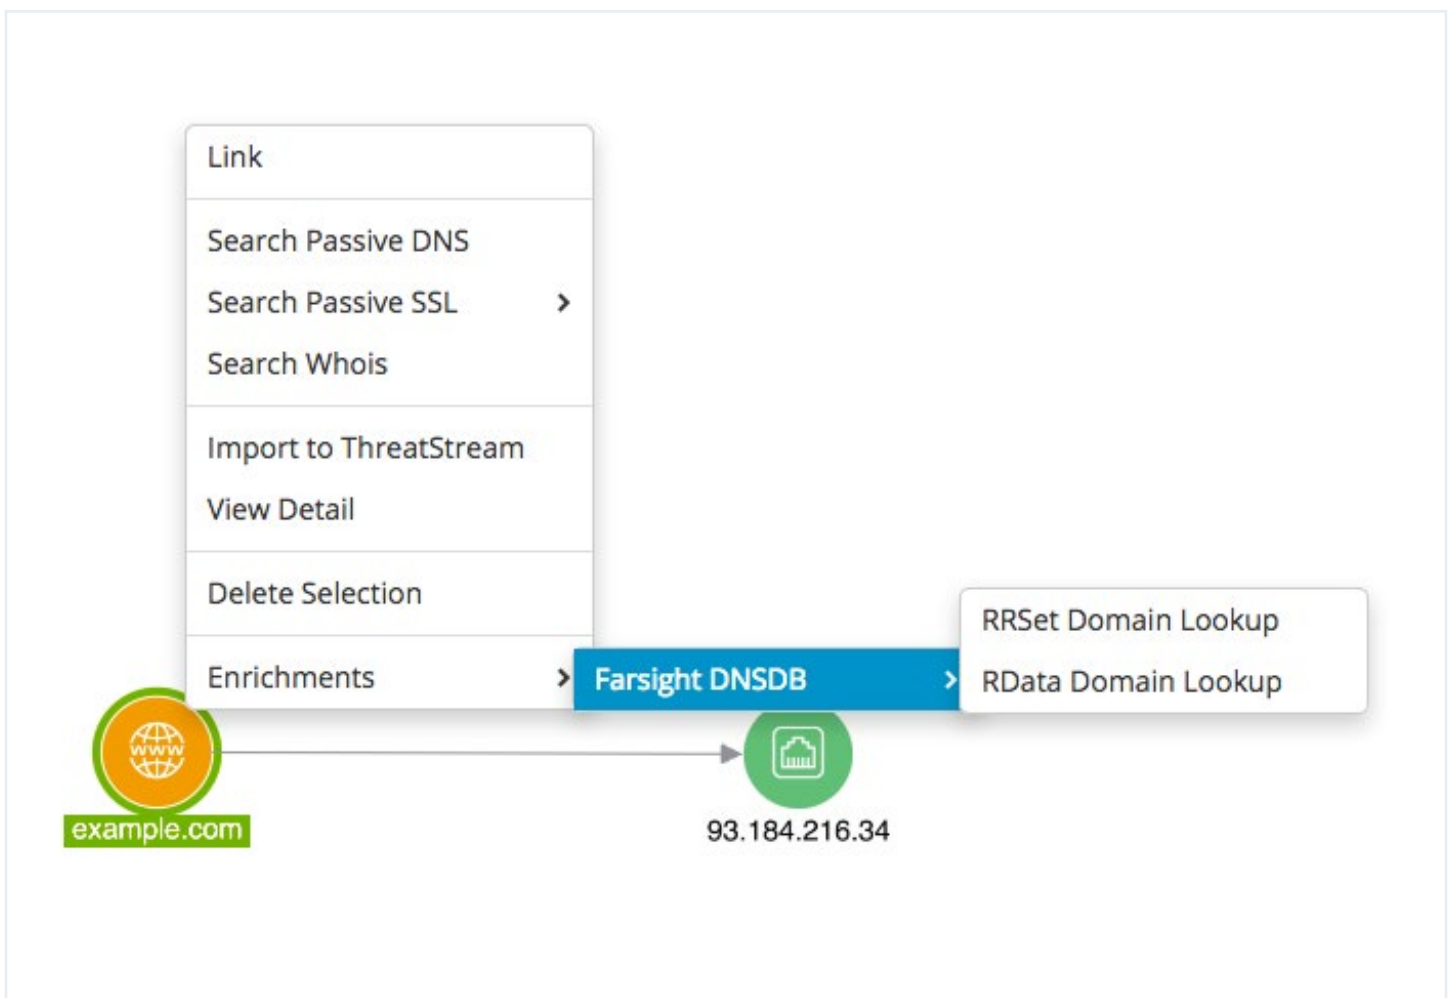 Link
Search Passive DNS
Search Passive SSL
Search Whois
Import to ThreatStream
View Detail
Delete Selection
Enrichments
Farsight DNSDB
RRSet Domain Lookup
RData Domain Lookup
www
example.com
93.184.216.34